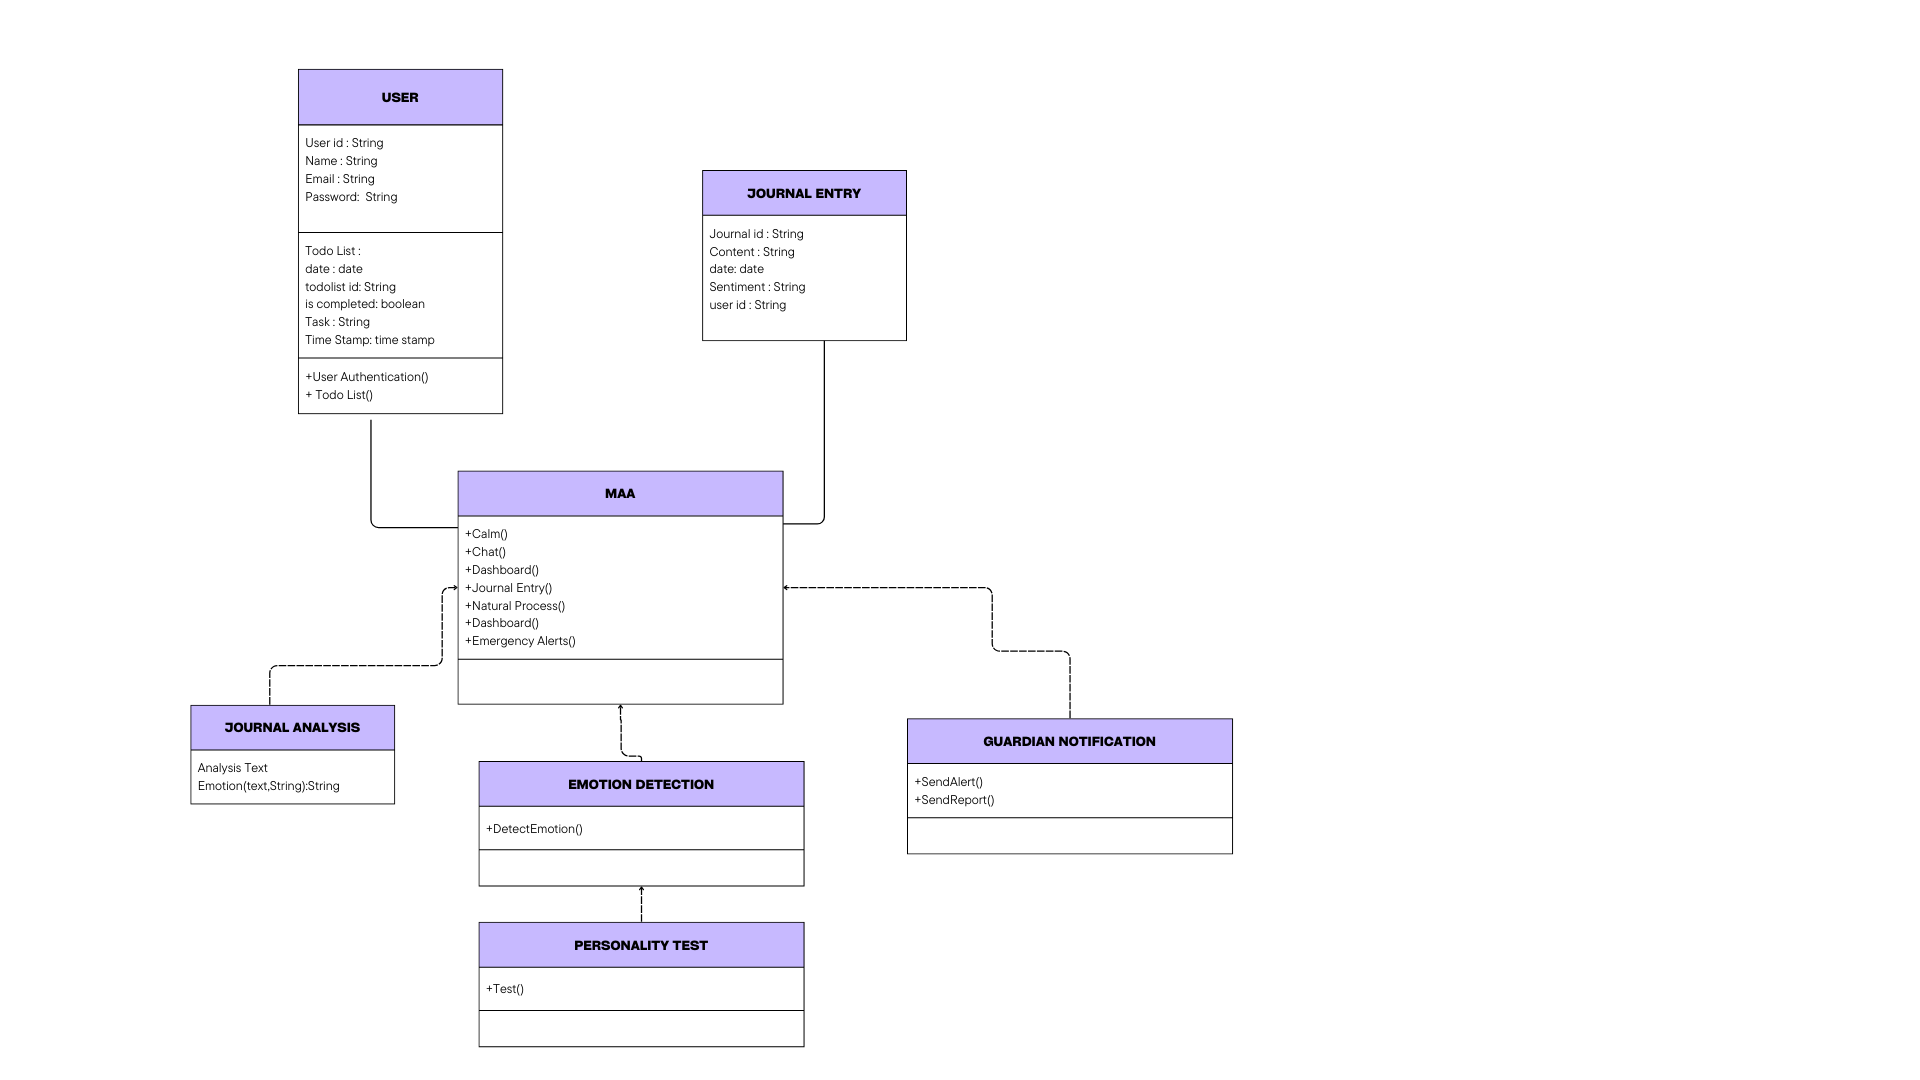 USER
User id : String
Name : String
Email : String
Password:  String
Todo List :
date : date
todolist id: String
is completed: boolean
Task : String
Time Stamp: time stamp
+User Authentication()
+ Todo List()
JOURNAL ENTRY
Journal id : String
Content : String
date: date
Sentiment : String
user id : String
MAA
+Calm()
+Chat()
+Dashboard()
+Journal Entry()
+Natural Process()
+Dashboard()
+Emergency Alerts()
JOURNAL ANALYSIS
Analysis Text
Emotion(text,String):String
EMOTION DETECTION
+DetectEmotion()
GUARDIAN NOTIFICATION
+SendAlert()
+SendReport()
PERSONALITY TEST
+Test()